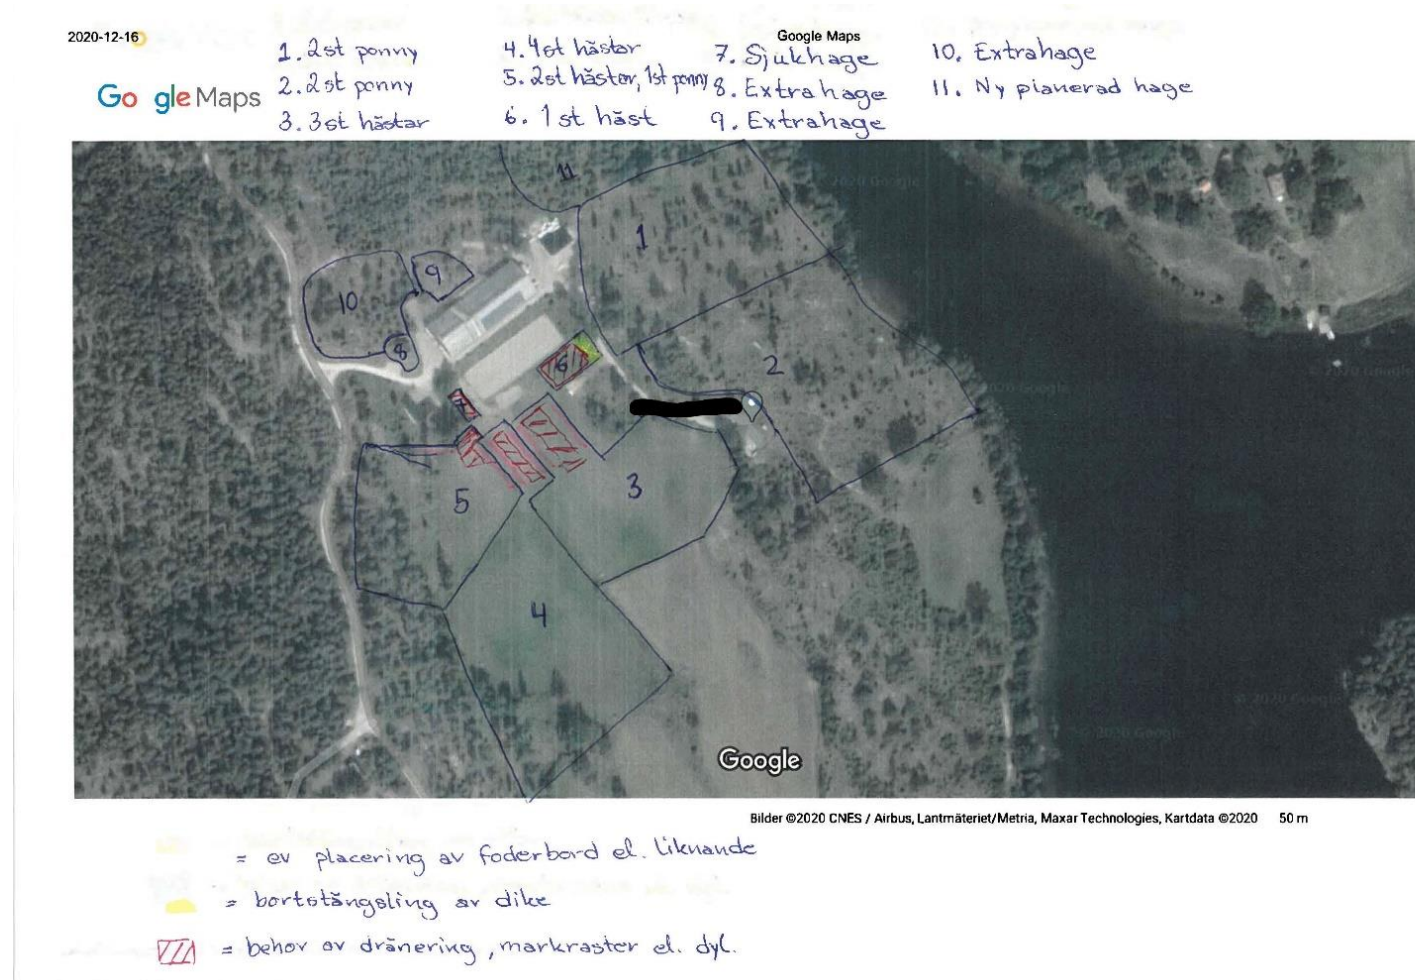 2020-12-16
Google Maps
Go gle Maps
1. 2st ponny
2. 2st ponny
3. 3st hästar
4. 4st hästar
5. 2st hästar, 1st ponny
6. 1st häst
7. Sjukhage
8. Extrahage
9. Extrahage
10. Extrahage
11. Ny planerad hage
11
1
9
10
2
8
6
7
3
5
4
Google
Bilder ©2020 CNES / Airbus, Lantmäteriet/Metria, Maxar Technologies, Kartdata ©2020 50 m
= ev placering av foderbord el. liknande
= bortstängsling av dike
= behov av dränering, markraster el. dyl.